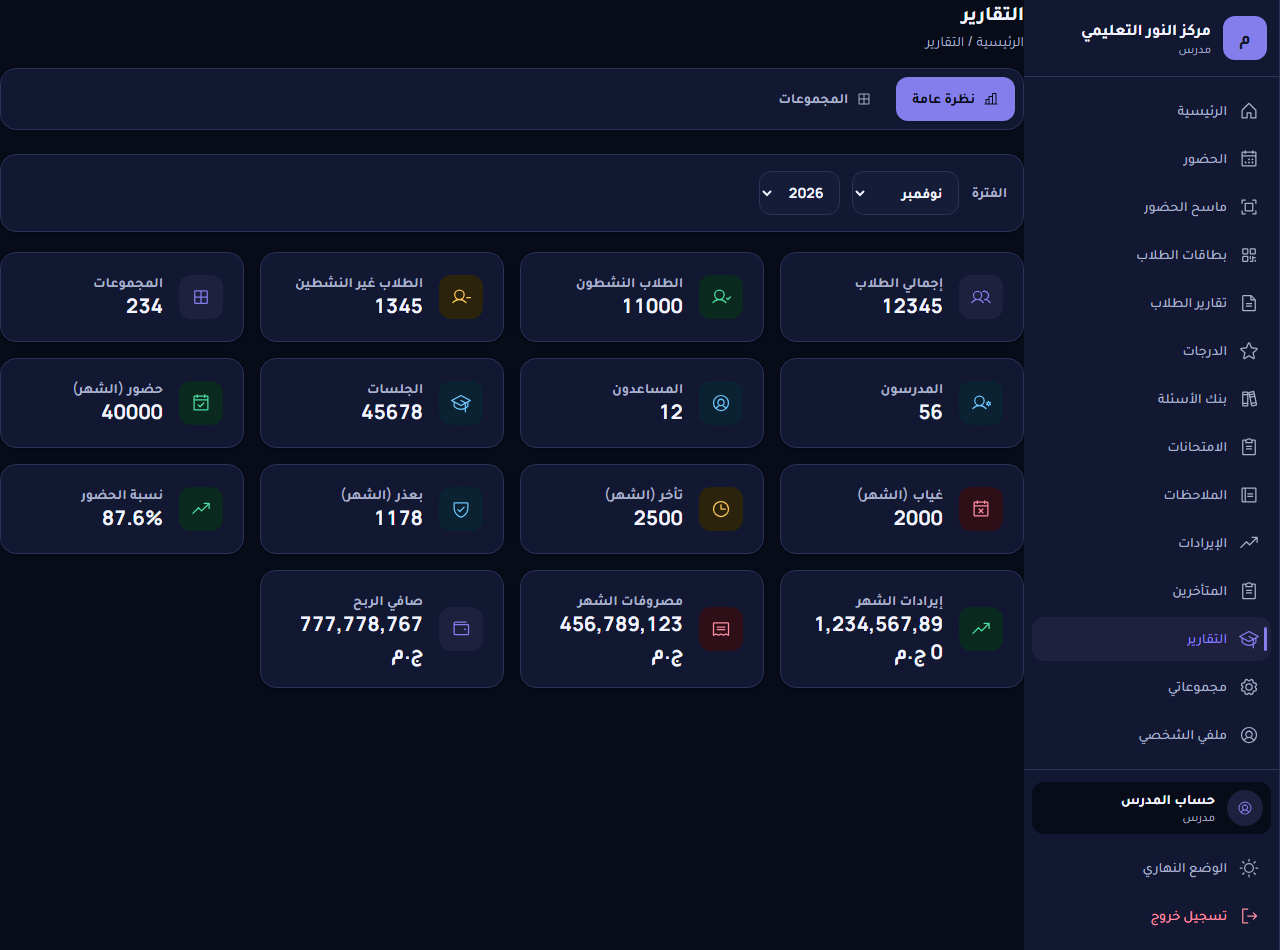 مركز النور التعليمي
مدرس
م
الرئيسية
الحضور
ماسح الحضور
بطاقات الطلاب
تقارير الطلاب
الدرجات
بنك الأسئلة
الامتحانات
الملاحظات
الإيرادات
المتأخرين
التقارير
مجموعاتي
ملفي الشخصي
حساب المدرس
مدرس
الوضع النهاري
تسجيل خروج
التقارير
الرئيسية / التقارير
نظرة عامة
المجموعات
الفترة
نوفمبر
2026
إجمالي الطلاب
12345
الطلاب النشطون
11000
الطلاب غير النشطين
1345
المجموعات
234
المدرسون
56
المساعدون
12
الجلسات
45678
حضور (الشهر)
40000
غياب (الشهر)
2000
تأخر (الشهر)
2500
بعذر (الشهر)
1178
نسبة الحضور
87.6%
إيرادات الشهر
1,234,567,89
0 ج.م
مصروفات الشهر
456,789,123
ج.م
صافي الربح
777,778,767
ج.م